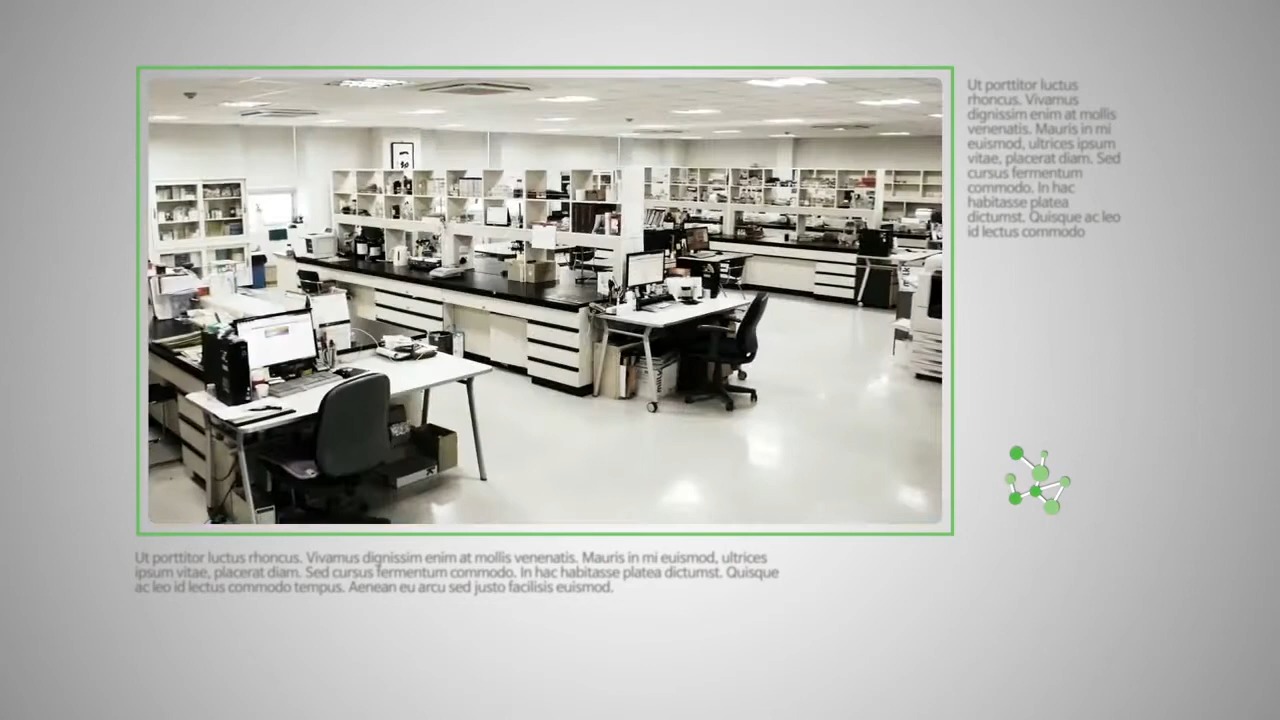 Ut porttitor luctus
rhoncus. Vivamus
dignissim enim at mollis
venenatis. Mauris in mi
euismod, ultrices ipsum
vitae, placerat diam. Sed
cursus fermentum
commodo. In hac
habitasse platea
dictumst. Quisque ac leo
id lectus commodo
Ut porttitor luctus rhoncus. Vivamus dignissim enim at mollis venenatis. Mauris in mi euismod, ultrices
ipsum vitae, placerat diam. Sed cursus fermentum commodo. In hac habitasse platea dictumst. Quisque
ac leo id lectus commodo tempus. Aenean eu arcu sed justo facilisis euismod.